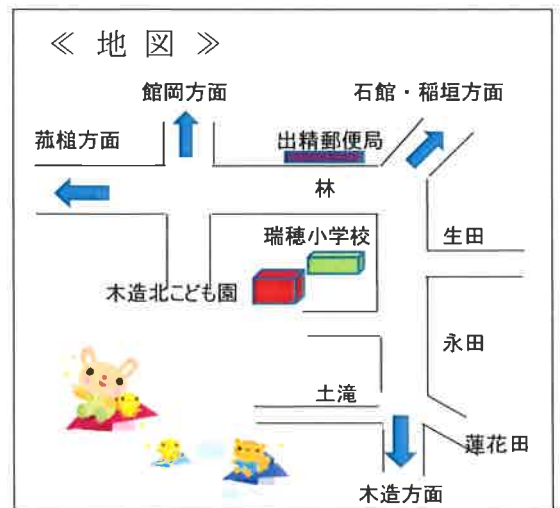 ≪ 地 図 ≫
館岡方面
石館・稲垣方面
菰槌方面
出精郵便局
林
瑞穂小学校
生田
木造北こども園
永田
土滝
蓮花田
木造方面